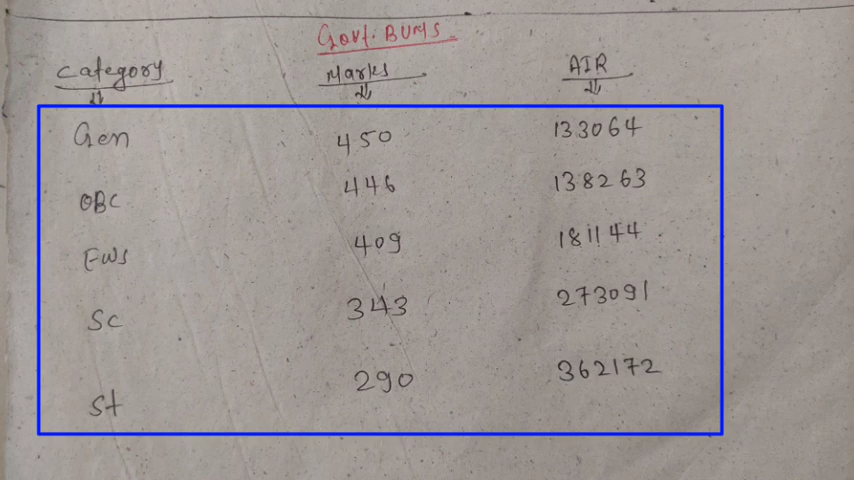 Govt. BUMS
Category Marks AIR
Gen 450 133064
OBC 446 138263
EWS 409 181144
SC 343 273091
St 290 362172